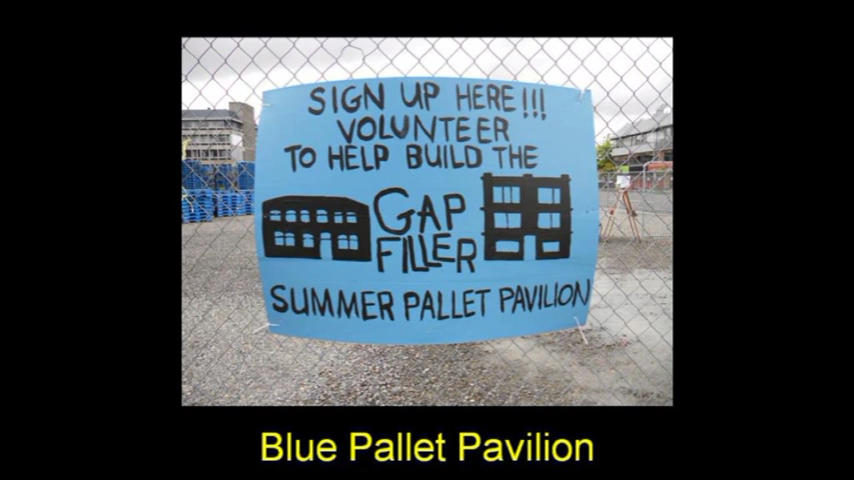 SIGN UP HERE!!!
VOLUNTEER
TO HELP BUILD THE
GAP
FILLER
SUMMER PALLET PAVILION
Blue Pallet Pavilion